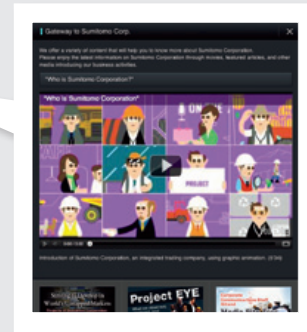 Gateway to Sumitomo Corp.
We offer a variety of content that will help you to know more about Sumitomo Corporation.
Please enjoy the latest information on Sumitomo Corporation through movies, featured articles, and other
media introducing our business activities.
"Who is Sumitomo Corporation?"
"Who is Sumitomo Corporation"
ON
PROJECT
Introduction of Sumitomo Corporation, an integrated trading company, using graphic animation.
Project EYE